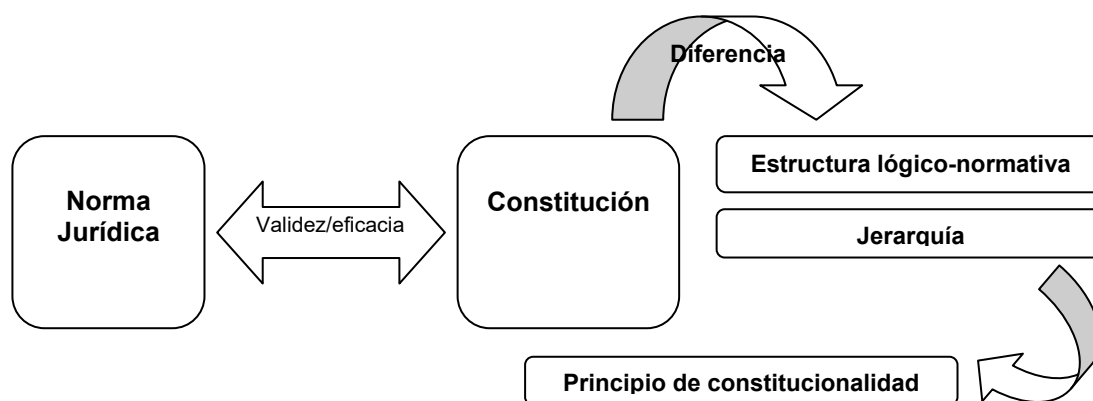 Diferencia
Estructura lógico-normativa
Norma
Jurídica
Validez/eficacia
Constitución
Jerarquía
Principio de constitucionalidad